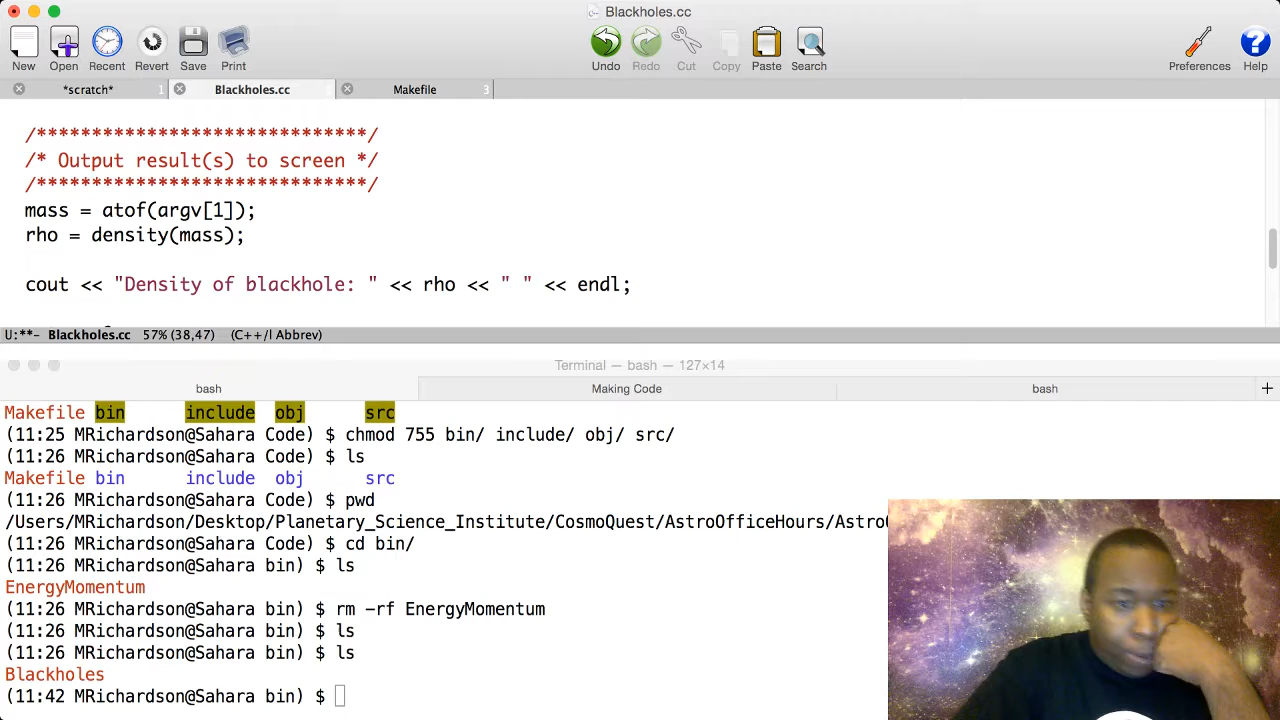 Blackholes.cc
New Open Recent Revert Save Print Undo Redo Cut Copy Paste Search Preferences Help
*scratch* 1 Blackholes.cc Makefile 3
/******************************/
/* Output result(s) to screen */
/******************************/
mass = atof(argv[1]);
rho = density(mass);
cout << "Density of blackhole: " << rho << " " << endl;
U:**- Blackholes.cc 57% (38,47) (C++/l Abbrev)
Terminal — bash — 127×14
bash Making Code bash +
Makefile bin include obj src
(11:25 MRichardson@Sahara Code) $ chmod 755 bin/ include/ obj/ src/
(11:26 MRichardson@Sahara Code) $ ls
Makefile bin include obj src
(11:26 MRichardson@Sahara Code) $ pwd
/Users/MRichardson/Desktop/Planetary_Science_Institute/CosmoQuest/AstroOfficeHours/Astro
(11:26 MRichardson@Sahara Code) $ cd bin/
(11:26 MRichardson@Sahara bin) $ ls
EnergyMomentum
(11:26 MRichardson@Sahara bin) $ rm -rf EnergyMomentum
(11:26 MRichardson@Sahara bin) $ ls
(11:26 MRichardson@Sahara bin) $ ls
Blackholes
(11:42 MRichardson@Sahara bin) $